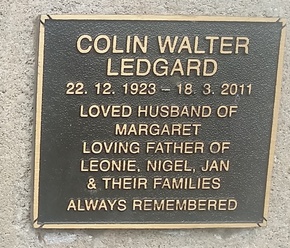 COLIN WALTER
LEDGARD
22. 12. 1923 – 18. 3. 2011
LOVED HUSBAND OF
MARGARET
LOVING FATHER OF
LEONIE, NIGEL, JAN
& THEIR FAMILIES
ALWAYS REMEMBERED